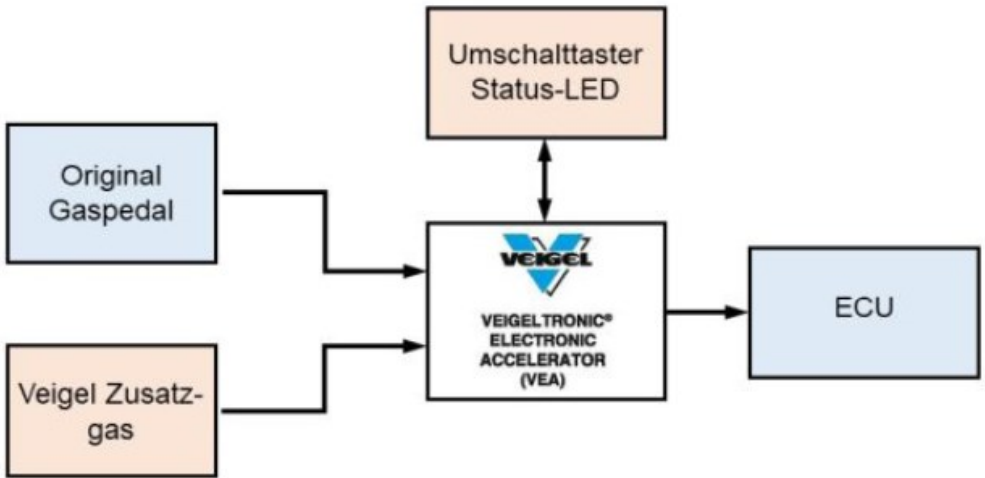 Umschalttaster
Status-LED
Original
Gaspedal
VEIGEL
VEIGELTRONIC®
ELECTRONIC
ACCELERATOR
(VEA)
ECU
Veigel Zusatz-
gas